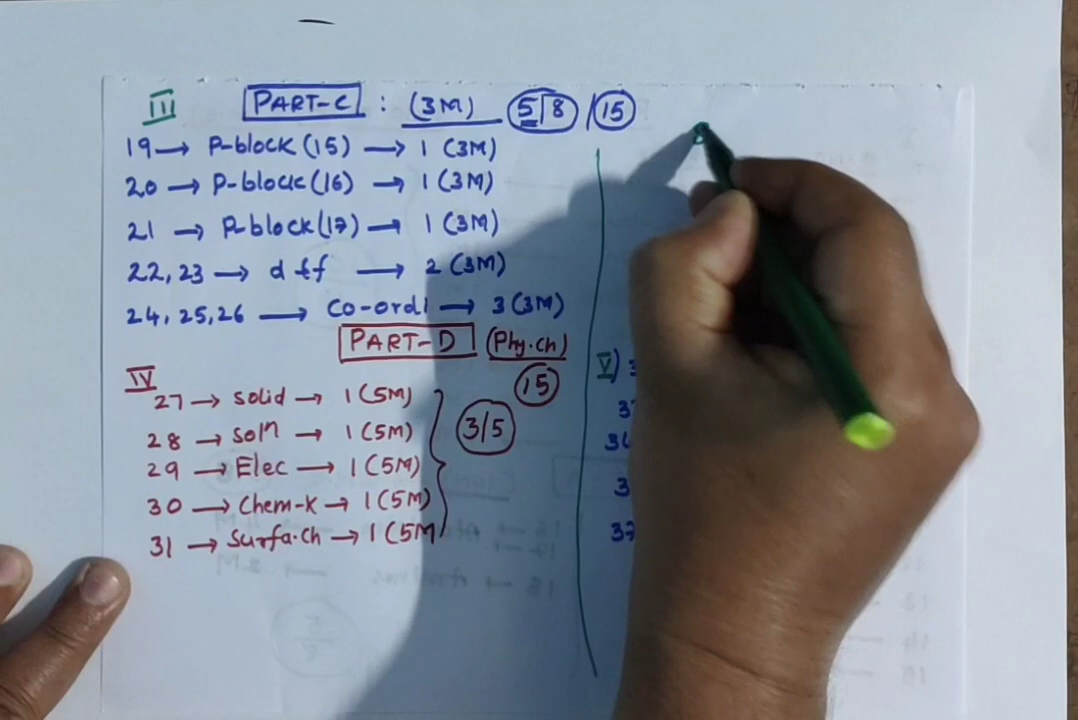 III PART-C : (3M) 5/8 / 15
19 → P-block (15) → 1 (3M)
20 → P-block (16) → 1 (3M)
21 → P-block (17) → 1 (3M)
22, 23 → d & f → 2 (3M)
24, 25, 26 → Co-ordi → 3 (3M)
PART-D (Phy.ch)
IV 15
27 → Solid → 1 (5M)
28 → Soln → 1 (5M) 3/5
29 → Elec → 1 (5M)
30 → Chem-K → 1 (5M)
31 → Surfa.Ch → 1 (5M
V)
37